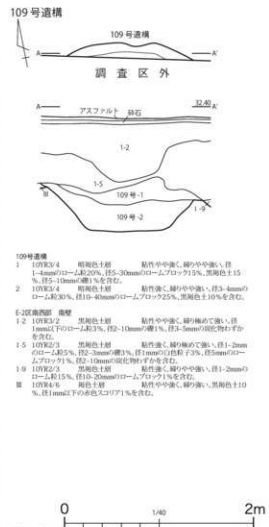 109号遺構
109号遺構
A
A'
調査区外
A
アスファルト
砕石
32.40
A'
1-2
1-5
109号-1
1-9
Ⅲ
109号-2
109号遺構
1 10YR3/4 暗褐色土層 粘性やや強く、締りやや強い。径
1~4mmのローム粒20%、径5~30mmのロームブロック15%、黒褐色土15
%、径5~10mmの礫1%を含む。
2 10YR3/4 暗褐色土層 粘性強く、締りやや強い。径3~4mmの
ローム粒30%、径10~40mmのロームブロック25%、黒褐色土10%を含む。
E-2区南西部 南壁
1-2 10YR2/3 黒褐色土層 粘性やや強く、締り極めて強い。径
1mm以下のローム粒3%、径2~10mmの礫1%、径3~5mmの炭化物わずか
を含む。
1-5 10YR2/3 黒褐色土層 粘性強く、締り極めて強い。径1~2mm
のローム粒5%、径2~3mmの礫3%、径1mmの白色粒子3%、径5mmのロー
ムブロック1%、径2~10mmの炭化物わずかを含む。
1-9 10YR2/3 黒褐色土層 粘性強く、締りやや強い。径1~2mmの
ローム粒15%、径10~20mmのロームブロック1%を含む。
Ⅲ 10YR4/6 褐色土層 粘性やや強く、締り強い。黒褐色土10
%、径1mm以下の赤色スコリア1%を含む。
0
1/40
2m